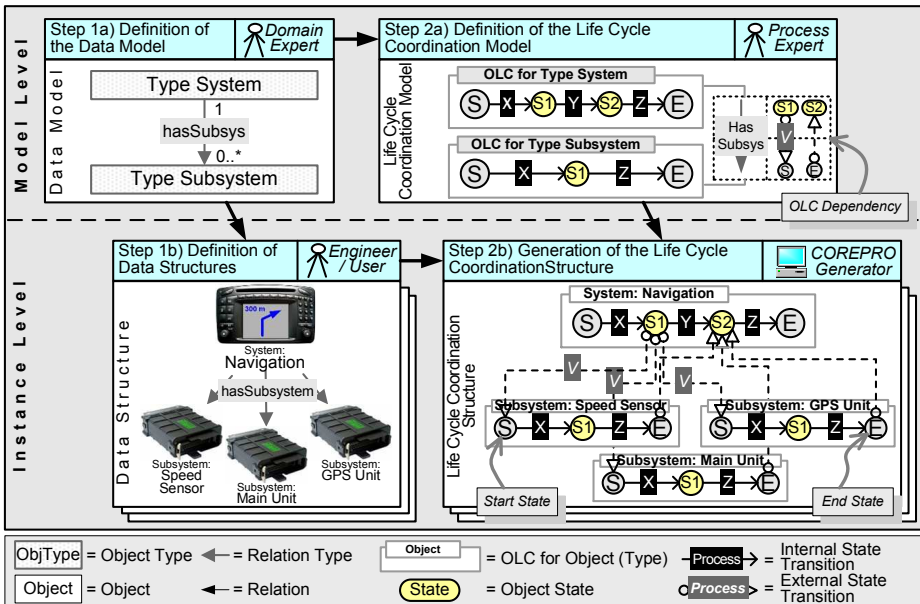 Model Level
Step 1a) Definition of
the Data Model
Domain
Expert
Data Model
Type System
1
hasSubsys
0..*
Type Subsystem
Step 2a) Definition of the Life Cycle
Coordination Model
Process
Expert
Life Cycle
Coordination Model
OLC for Type System
S X S1 Y S2 Z E
OLC for Type Subsystem
S X S1 Z E
Has
Subsys
S1 S2
V
S E
OLC Dependency
Instance Level
Step 1b) Definition of
Data Structures
Engineer
/ User
Data Structure
300 m
System:
Navigation
hasSubsystem
Subsystem:
Speed
Sensor
Subsystem:
Main Unit
Subsystem:
GPS Unit
Step 2b) Generation of the Life Cycle
CoordinationStructure
COREPRO
Generator
Life Cycle Coordination
Structure
System: Navigation
S X S1 Y S2 Z E
V V V
Subsystem: Speed Sensor
S X S1 Z E
Subsystem: GPS Unit
S X S1 Z E
Subsystem: Main Unit
S X S1 Z E
Start State
End State
ObjType = Object Type
= Relation Type
Object = OLC for Object (Type)
Process = Internal State
Transition
Object = Object
= Relation
State = Object State
Process = External State
Transition